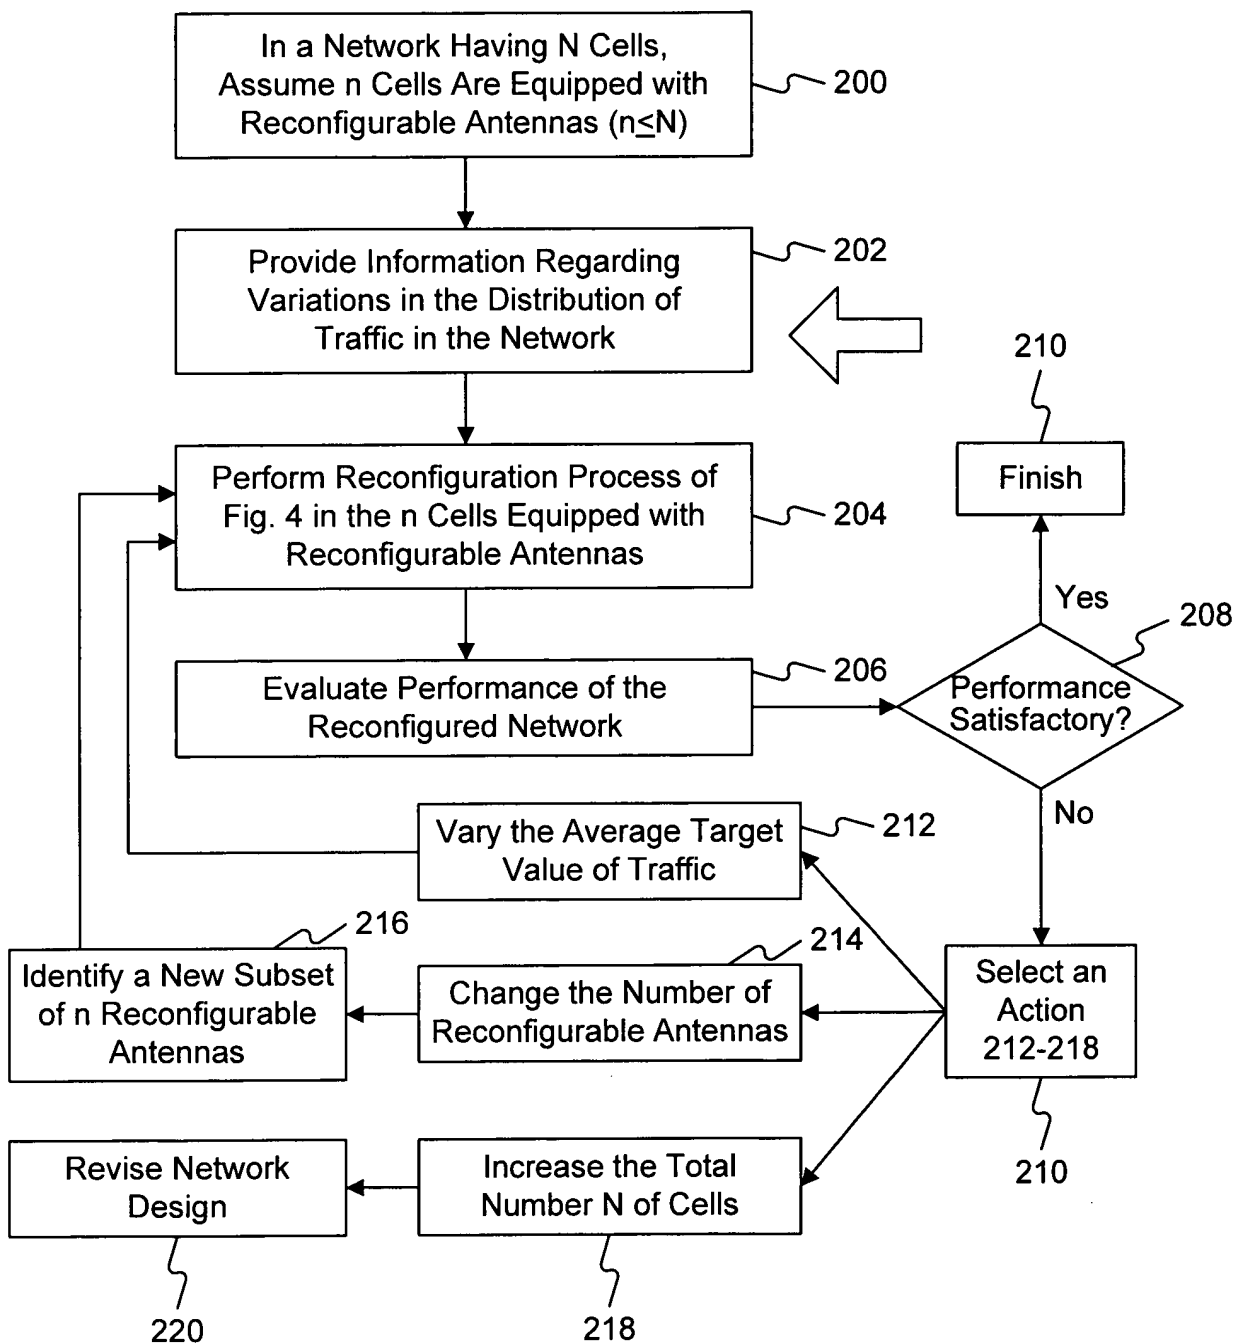 In a Network Having N Cells,
Assume n Cells Are Equipped with
Reconfigurable Antennas (n≤N)
200
Provide Information Regarding
Variations in the Distribution of
Traffic in the Network
202
210
Finish
Perform Reconfiguration Process of
Fig. 4 in the n Cells Equipped with
Reconfigurable Antennas
204
Yes
208
Evaluate Performance of the
Reconfigured Network
206
Performance
Satisfactory?
No
Vary the Average Target
Value of Traffic
212
216
Identify a New Subset
of n Reconfigurable
Antennas
214
Change the Number of
Reconfigurable Antennas
Select an
Action
212-218
210
Revise Network
Design
220
Increase the Total
Number N of Cells
218